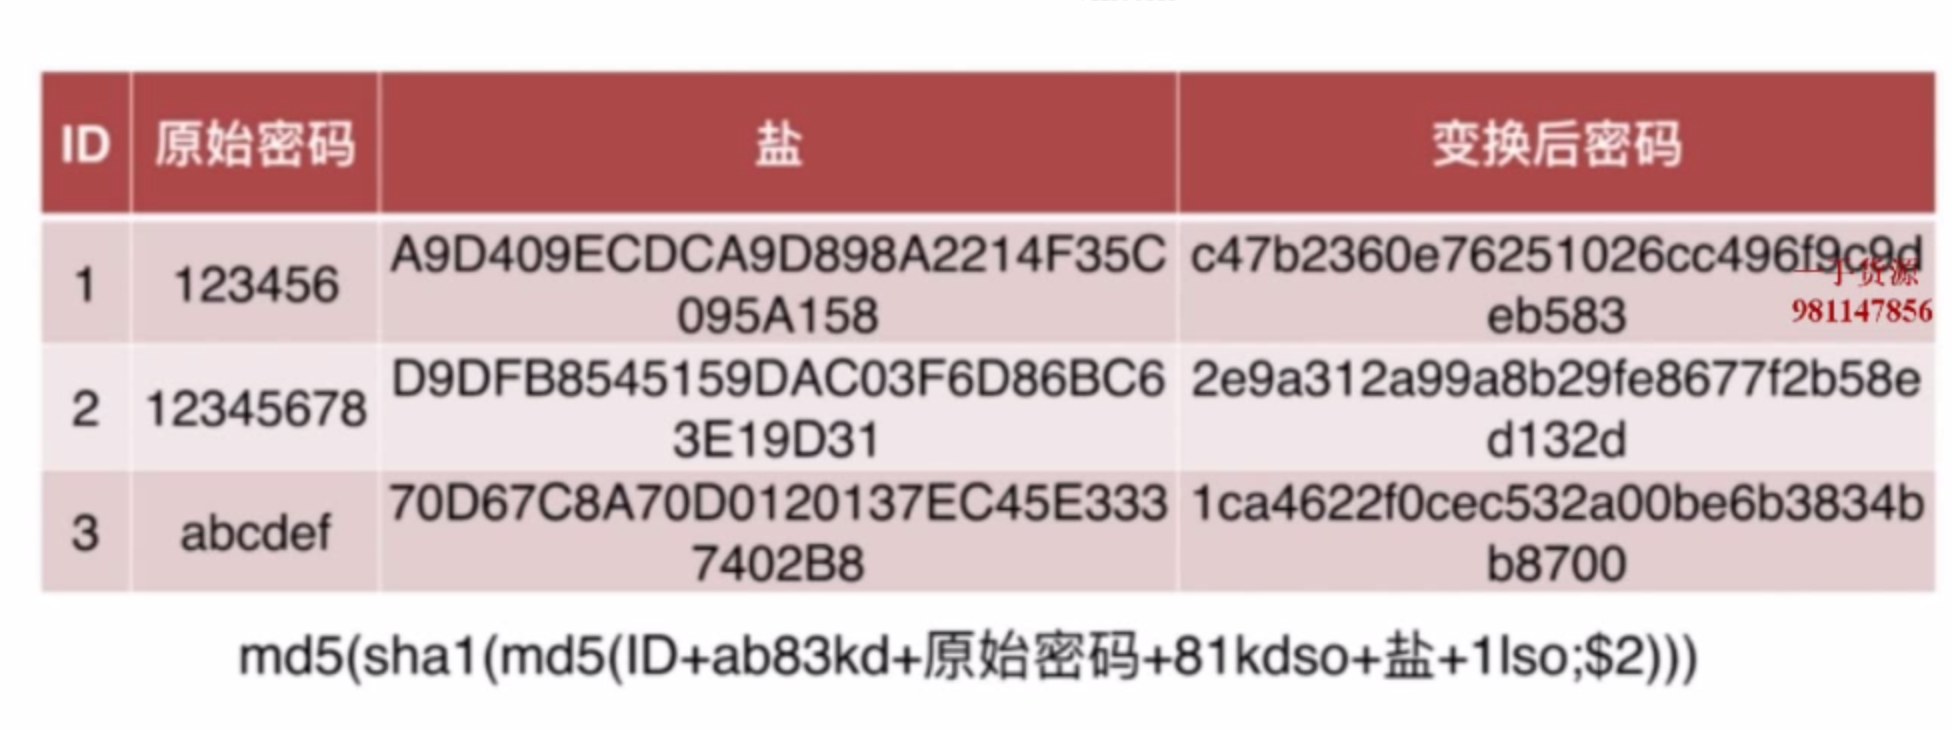 ID 原始密码 盐 变换后密码
1 123456 A9D409ECDCA9D898A2214F35C095A158 c47b2360e76251026cc496f9c9deb583
一手货源
981147856
2 12345678 D9DFB8545159DAC03F6D86BC63E19D31 2e9a312a99a8b29fe8677f2b58ed132d
3 abcdef 70D67C8A70D0120137EC45E3337402B8 1ca4622f0cec532a00be6b3834bb8700
md5(sha1(md5(ID+ab83kd+原始密码+81kdso+盐+1lso;$2)))